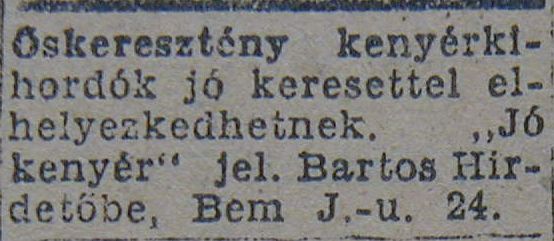 Őskeresztény kenyérki-
hordók jó keresettel el-
helyezkedhetnek. „Jó
kenyér“ jel. Bartos Hir-
detőbe, Bem J.-u. 24.